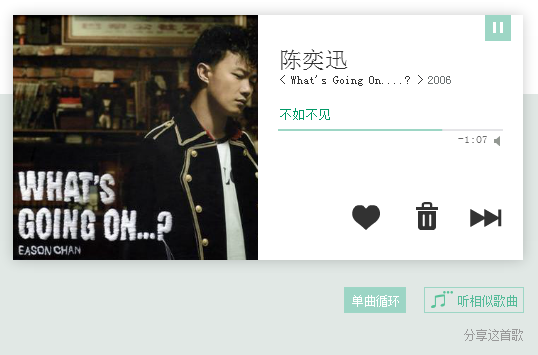 陈奕迅
< What's Going On....? > 2006
不如不见
-1:07
WHAT'S
GOING ON...?
EASON CHAN
单曲循环
听相似歌曲
分享这首歌